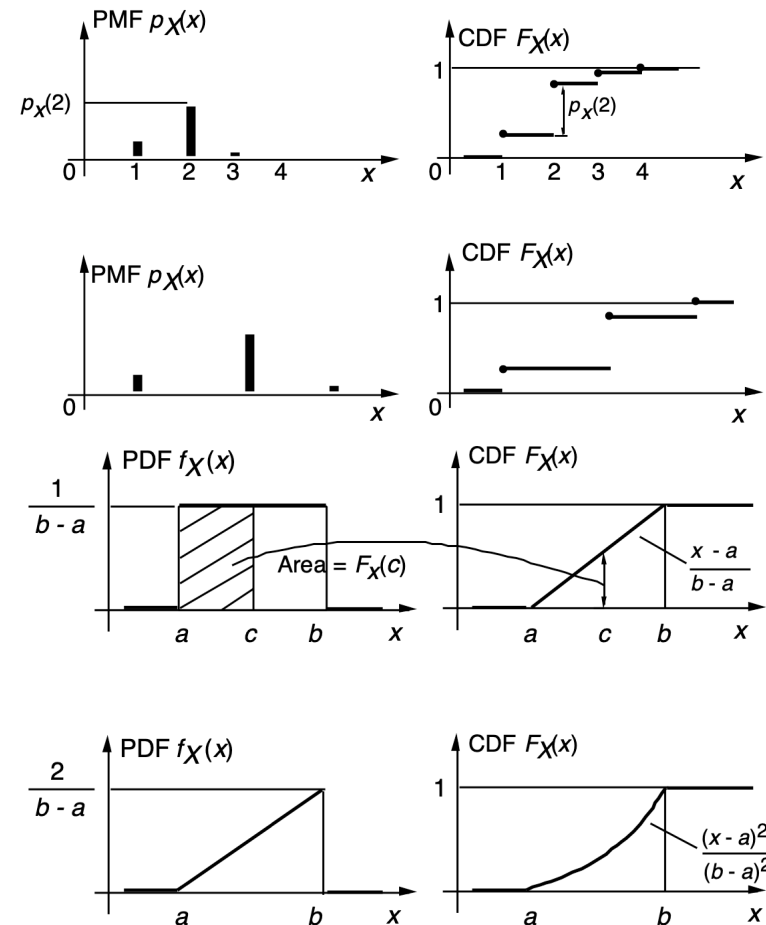 PMF pX(x)
pX(2)
0 1 2 3 4 x
CDF FX(x)
1
pX(2)
0 1 2 3 4 x
PMF pX(x)
0 x
CDF FX(x)
1
0 x
PDF fX(x)
1
b - a
Area = FX(c)
a c b x
CDF FX(x)
1
x - a
b - a
a c b x
PDF fX(x)
2
b - a
a b x
CDF FX(x)
1
(x - a)2
(b - a)2
a b x